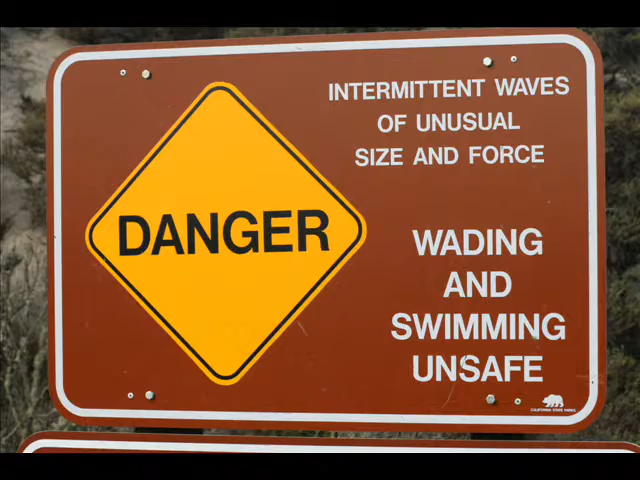 DANGER
INTERMITTENT WAVES
OF UNUSUAL
SIZE AND FORCE
WADING
AND
SWIMMING
UNSAFE
CALIFORNIA STATE PARKS